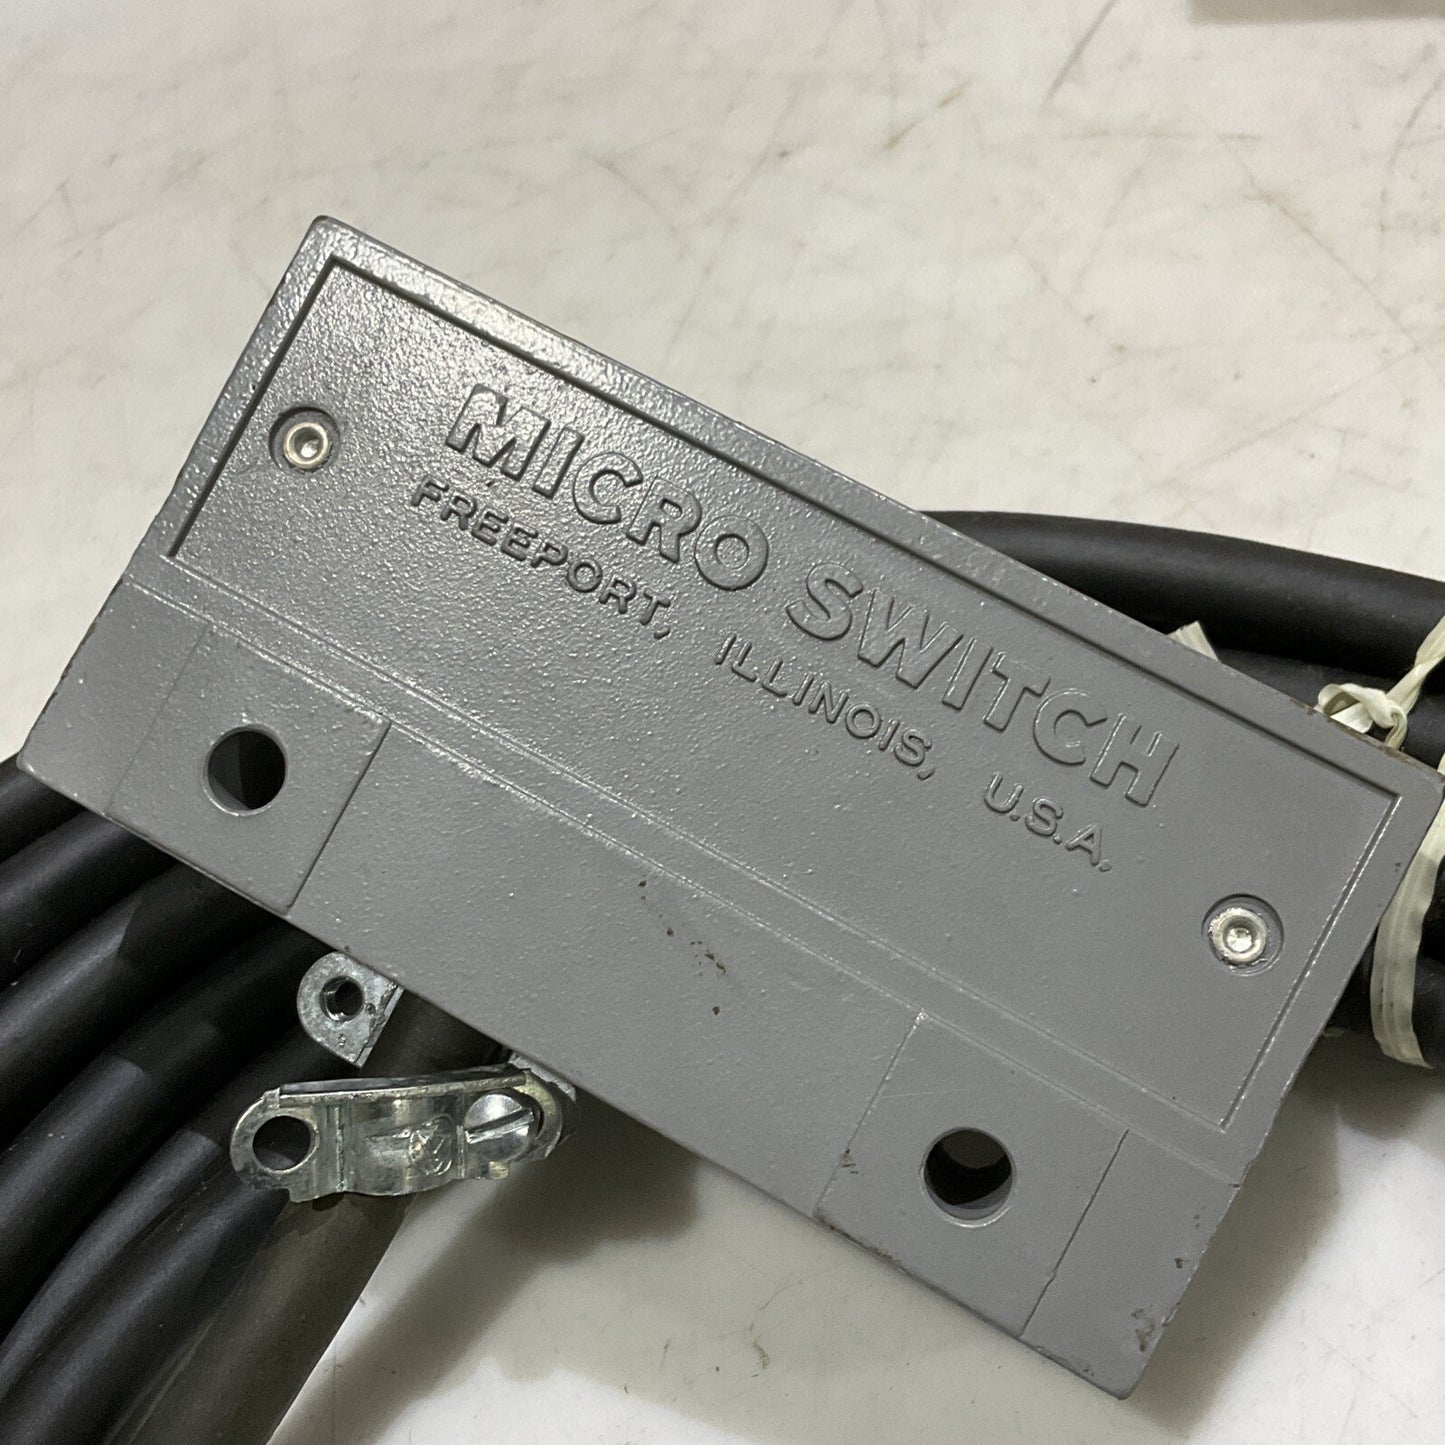 MICRO SWITCH
FREEPORT, ILLINOIS, U.S.A.